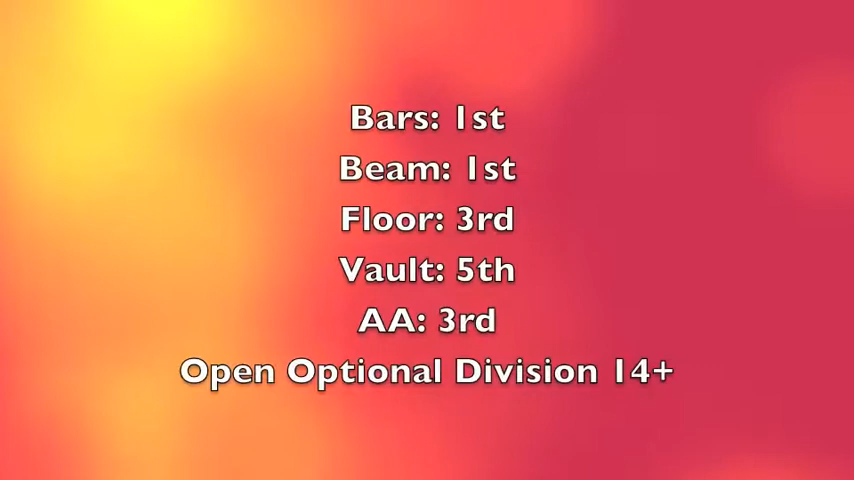 Bars: 1st
Beam: 1st
Floor: 3rd
Vault: 5th
AA: 3rd
Open Optional Division 14+